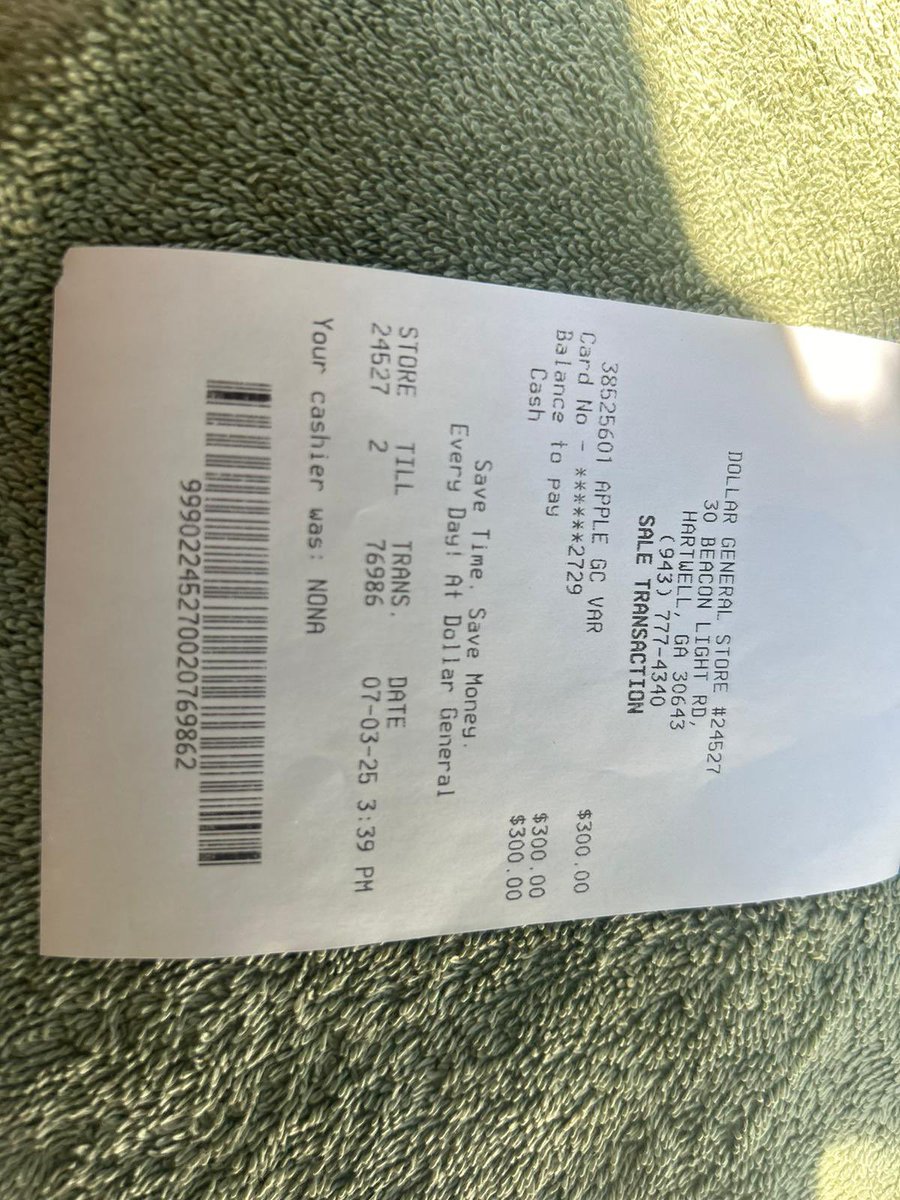 DOLLAR GENERAL STORE #24527
30 BEACON LIGHT RD,
HARTWELL, GA 30643
(943) 777-4340
SALE TRANSACTION
38525601 APPLE GC VAR $300.00
Card No - ******2729
Balance to pay $300.00
Cash $300.00
Save Time. Save Money.
Every Day! At Dollar General
STORE TILL TRANS. DATE
24527 2 76986 07-03-25 3:39 PM
Your cashier was: NONA
99902245270020769862